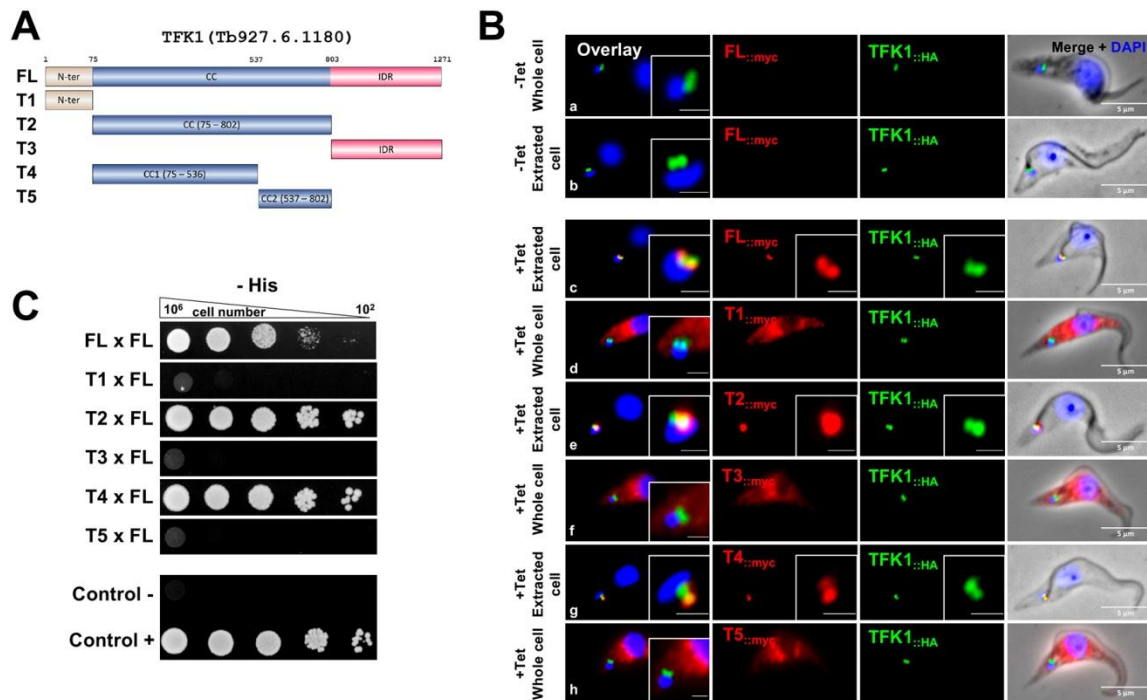 A
TFK1(Tb927.6.1180)
1 75 537 803 1271
FL N-ter CC IDR
T1 N-ter
T2 CC (75 – 802)
T3 IDR
T4 CC1 (75 – 536)
T5 CC2 (537 – 802)
B
-Tet Whole cell
Overlay FL::myc TFK1::HA Merge + DAPI
a 5 µm
-Tet Extracted cell
FL::myc TFK1::HA
b 5 µm
+Tet Extracted cell
FL::myc TFK1::HA
c 5 µm
+Tet Whole cell
T1::myc TFK1::HA
d 5 µm
+Tet Extracted cell
T2::myc TFK1::HA
e 5 µm
+Tet Whole cell
T3::myc TFK1::HA
f 5 µm
+Tet Extracted cell
T4::myc TFK1::HA
g 5 µm
+Tet Whole cell
T5::myc TFK1::HA
h 5 µm
C
- His
10⁶ cell number 10²
FL x FL
T1 x FL
T2 x FL
T3 x FL
T4 x FL
T5 x FL
Control -
Control +